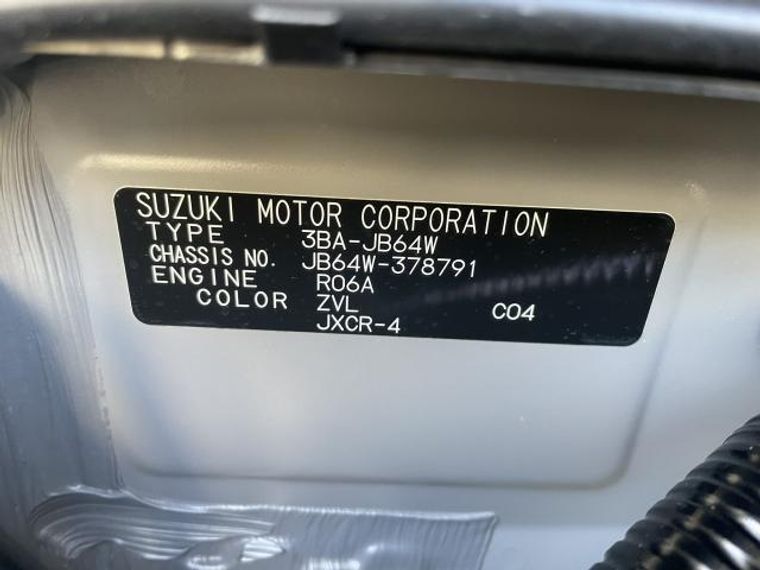 SUZUKI MOTOR CORPORATION
TYPE 3BA-JB64W
CHASSIS NO. JB64W-378791
ENGINE R06A
COLOR ZVL C04
JXCR-4